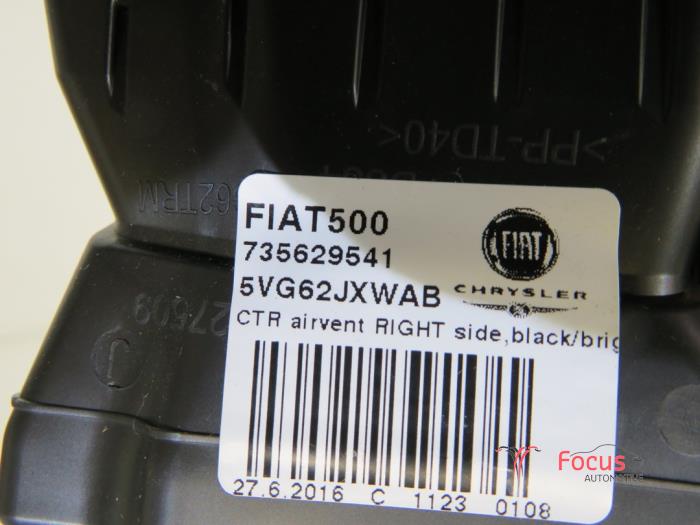 >PP-TD40<
62TRM
27509
J
FIAT500
735629541
5VG62JXWAB
FIAT
CHRYSLER
CTR airvent RIGHT side,black/brig
27.6.2016 C 1123 0108
Focus
AUTOMOTIVE